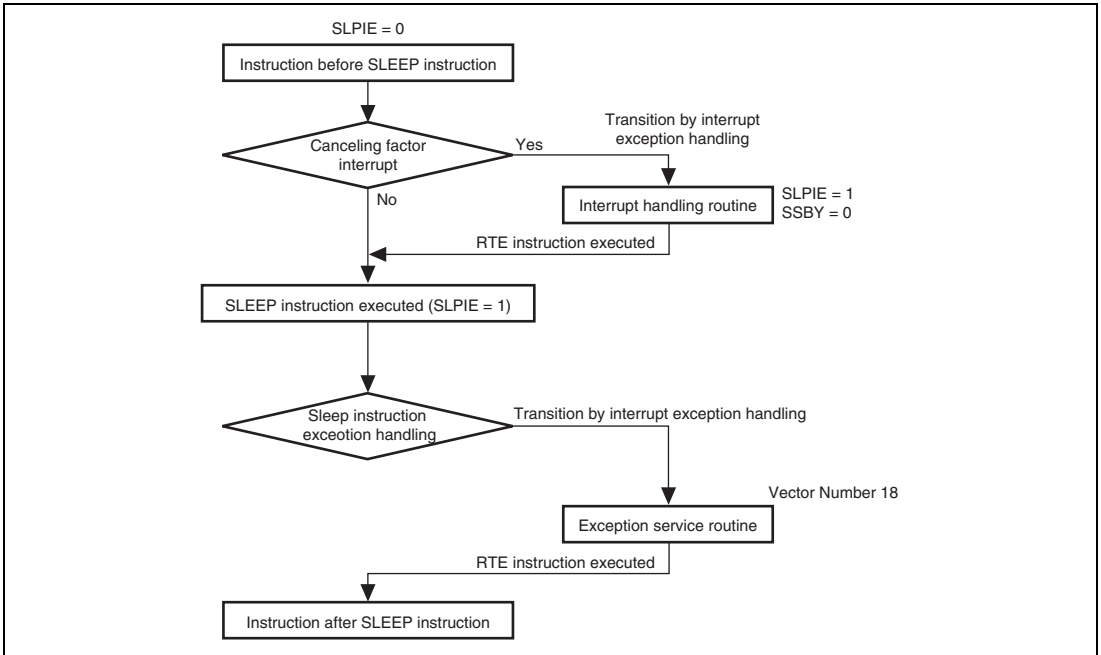 SLPIE = 0
Instruction before SLEEP instruction
Canceling factor
interrupt
Yes
Transition by interrupt
exception handling
No
Interrupt handling routine
SLPIE = 1
SSBY = 0
RTE instruction executed
SLEEP instruction executed (SLPIE = 1)
Sleep instruction
exceotion handling
Transition by interrupt exception handling
Vector Number 18
Exception service routine
RTE instruction executed
Instruction after SLEEP instruction